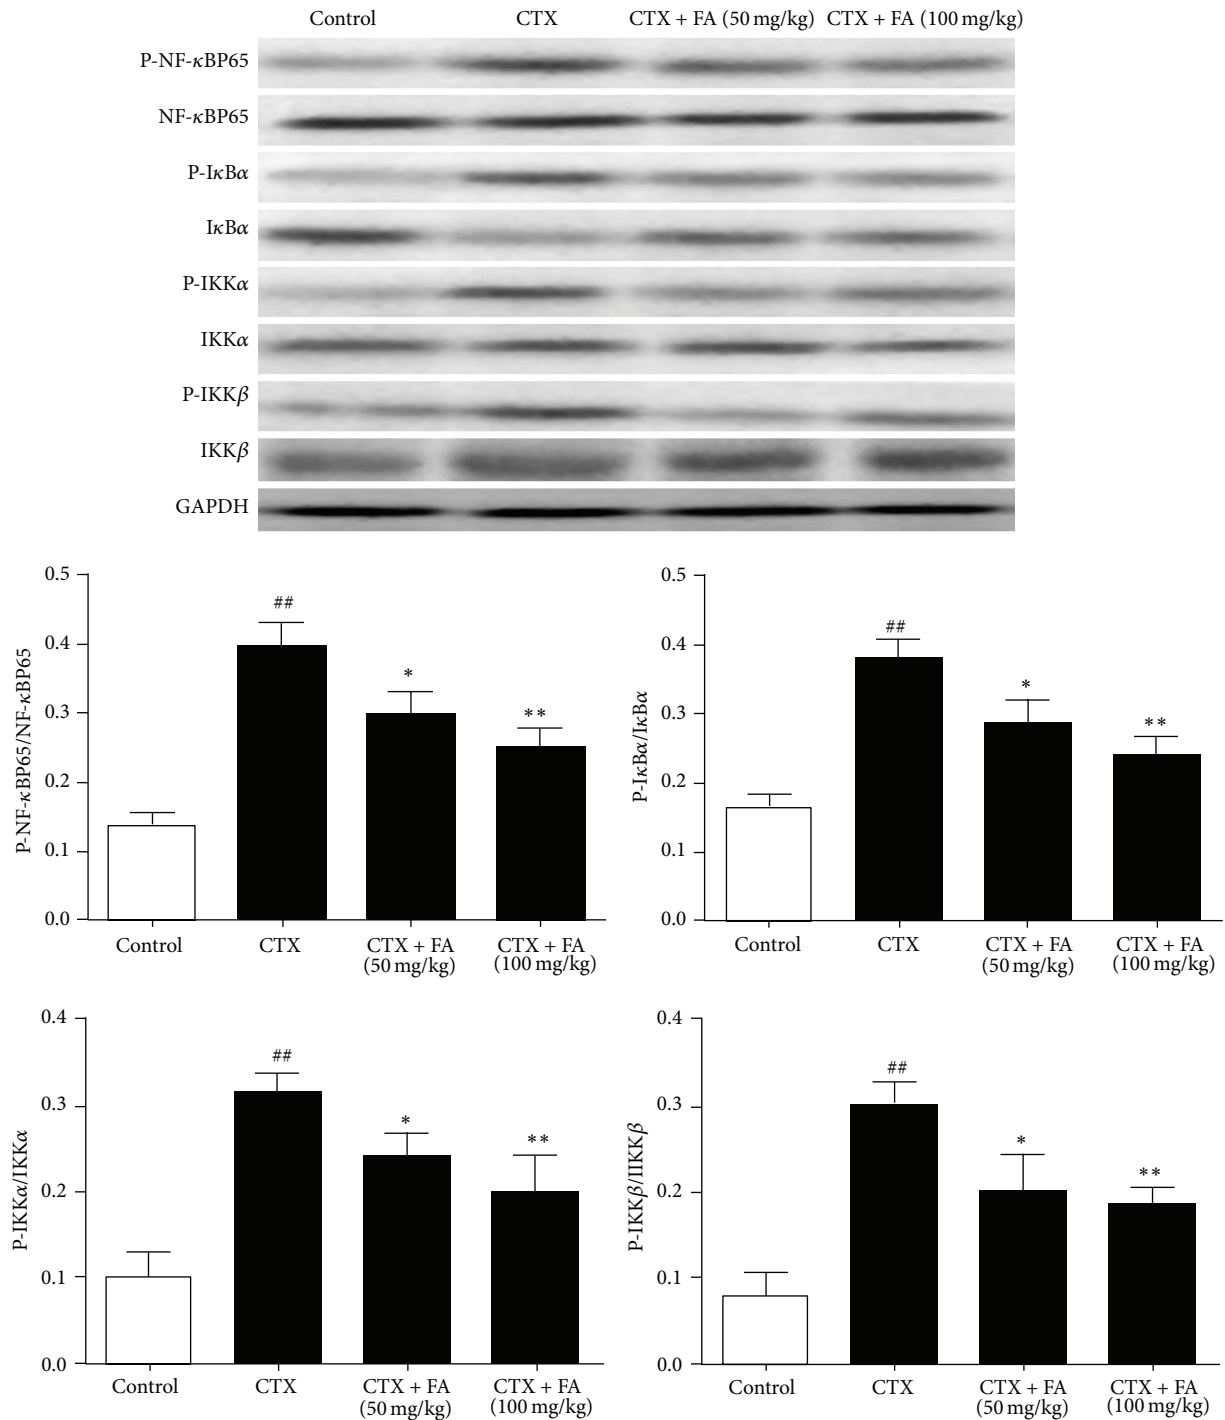 Control CTX CTX + FA (50 mg/kg) CTX + FA (100 mg/kg)
P-NF-κBP65
NF-κBP65
P-IκBα
IκBα
P-IKKα
IKKα
P-IKKβ
IKKβ
GAPDH
P-NF-κBP65/NF-κBP65
0.5
0.4
0.3
0.2
0.1
0.0
##
*
**
Control CTX CTX + FA CTX + FA
(50 mg/kg) (100 mg/kg)
P-IκBα/IκBα
0.5
0.4
0.3
0.2
0.1
0.0
##
*
**
Control CTX CTX + FA CTX + FA
(50 mg/kg) (100 mg/kg)
P-IKKα/IKKα
0.4
0.3
0.2
0.1
0.0
##
*
**
Control CTX CTX + FA CTX + FA
(50 mg/kg) (100 mg/kg)
P-IKKβ/IIKKβ
0.4
0.3
0.2
0.1
0.0
##
*
**
Control CTX CTX + FA CTX + FA
(50 mg/kg) (100 mg/kg)